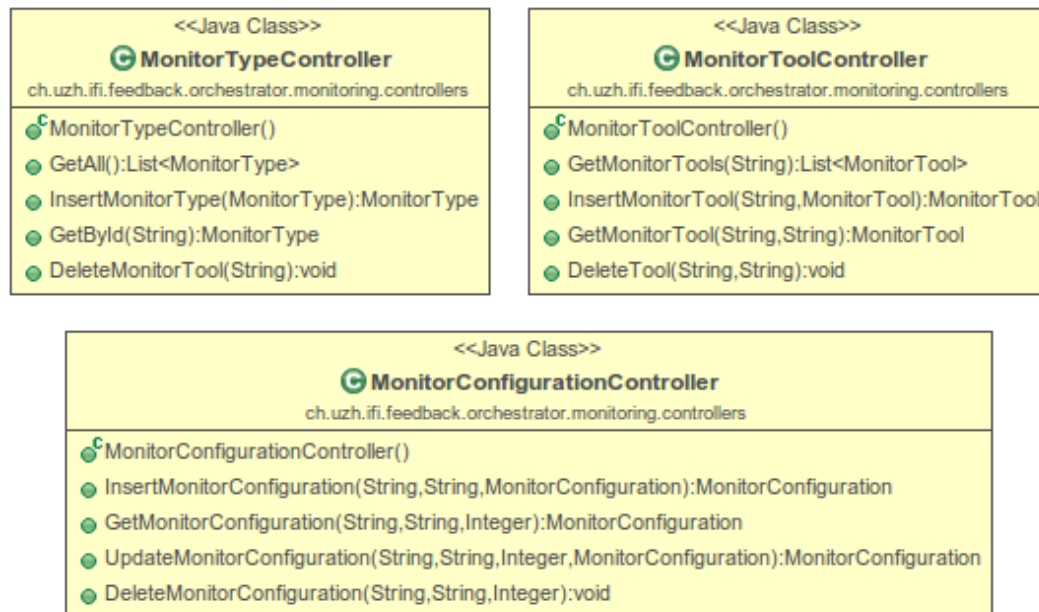 <<Java Class>>
MonitorTypeController
ch.uzh.ifi.feedback.orchestrator.monitoring.controllers
MonitorTypeController()
GetAll():List<MonitorType>
InsertMonitorType(MonitorType):MonitorType
GetById(String):MonitorType
DeleteMonitorTool(String):void
<<Java Class>>
MonitorToolController
ch.uzh.ifi.feedback.orchestrator.monitoring.controllers
MonitorToolController()
GetMonitorTools(String):List<MonitorTool>
InsertMonitorTool(String,MonitorTool):MonitorTool
GetMonitorTool(String,String):MonitorTool
DeleteTool(String,String):void
<<Java Class>>
MonitorConfigurationController
ch.uzh.ifi.feedback.orchestrator.monitoring.controllers
MonitorConfigurationController()
InsertMonitorConfiguration(String,String,MonitorConfiguration):MonitorConfiguration
GetMonitorConfiguration(String,String,Integer):MonitorConfiguration
UpdateMonitorConfiguration(String,String,Integer,MonitorConfiguration):MonitorConfiguration
DeleteMonitorConfiguration(String,String,Integer):void